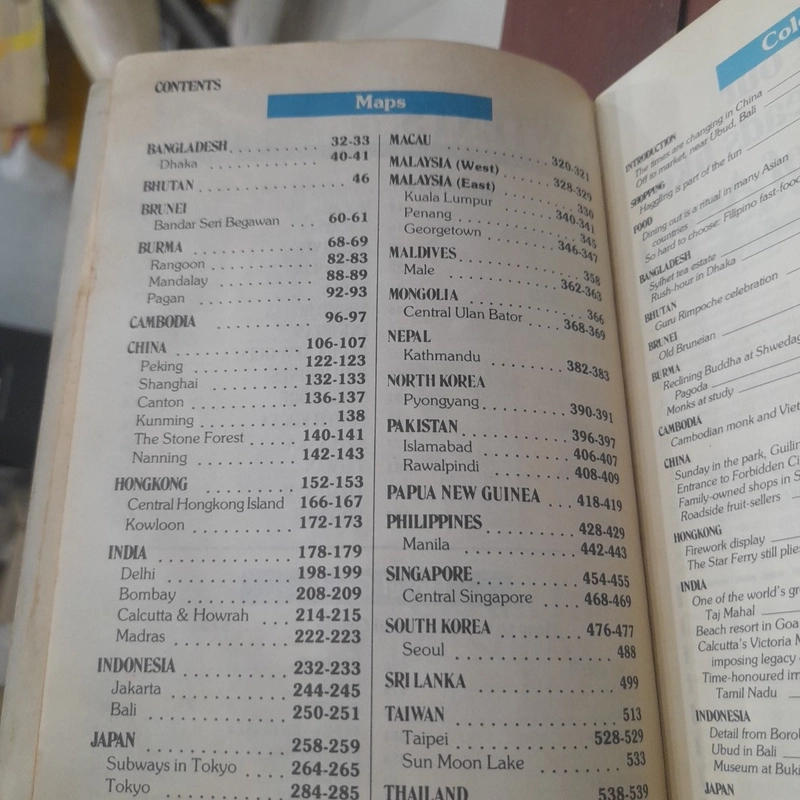 CONTENTS
Maps
BANGLADESH ........ 32-33
Dhaka ........ 40-41
BHUTAN ........ 46
BRUNEI
Bandar Seri Begawan ... 60-61
BURMA ........ 68-69
Rangoon ........ 82-83
Mandalay ........ 88-89
Pagan ........ 92-93
CAMBODIA ........ 96-97
CHINA ........ 106-107
Peking ........ 122-123
Shanghai ........ 132-133
Canton ........ 136-137
Kunming ........ 138
The Stone Forest ..... 140-141
Nanning ........ 142-143
HONGKONG ........ 152-153
Central Hongkong Island 166-167
Kowloon ........ 172-173
INDIA ........ 178-179
Delhi ........ 198-199
Bombay ........ 208-209
Calcutta & Howrah .... 214-215
Madras ........ 222-223
INDONESIA ........ 232-233
Jakarta ........ 244-245
Bali ........ 250-251
JAPAN ........ 258-259
Subways in Tokyo .... 264-265
Tokyo ........ 284-285
MACAU ........ 320-321
MALAYSIA (West) ...... 328-329
MALAYSIA (East) ...... 330
Kuala Lumpur ...... 340-341
Penang ........ 345
Georgetown ........ 346-347
MALDIVES ........ 358
Male ........ 362-363
MONGOLIA ........ 366
Central Ulan Bator .... 368-369
NEPAL
Kathmandu ........ 382-383
NORTH KOREA
Pyongyang ........ 390-391
PAKISTAN ........ 396-397
Islamabad ........ 406-407
Rawalpindi ........ 408-409
PAPUA NEW GUINEA ... 418-419
PHILIPPINES ........ 428-429
Manila ........ 442-443
SINGAPORE ........ 454-455
Central Singapore .... 468-469
SOUTH KOREA ...... 476-477
Seoul ........ 488
SRI LANKA ........ 499
TAIWAN ........ 513
Taipei ........ 528-529
Sun Moon Lake ...... 533
THAILAND ........ 538-539
INTRODUCTION
The times are changing in China
Off to market, near Ubud, Bali
SHOPPING
Haggling is part of the fun
FOOD
Dining out is a ritual in many Asian
countries
So hard to choose: Filipino fast-food
BANGLADESH
Sylhet tea estate
Rush-hour in Dhaka
BHUTAN
Guru Rimpoche celebration
BRUNEI
Old Bruneian
BURMA
Reclining Buddha at Shwedag
Pagoda
Monks at study
CAMBODIA
Cambodian monk and Viet
CHINA
Sunday in the park, Guilin
Entrance to Forbidden Ci
Family-owned shops in S
Roadside fruit-sellers
HONGKONG
Firework display
The Star Ferry still plie
INDIA
One of the world's gr
Taj Mahal
Beach resort in Goa
Calcutta's Victoria M
imposing legacy
Time-honoured irr
Tamil Nadu
INDONESIA
Detail from Borob
Ubud in Bali
Museum at Buki
JAPAN